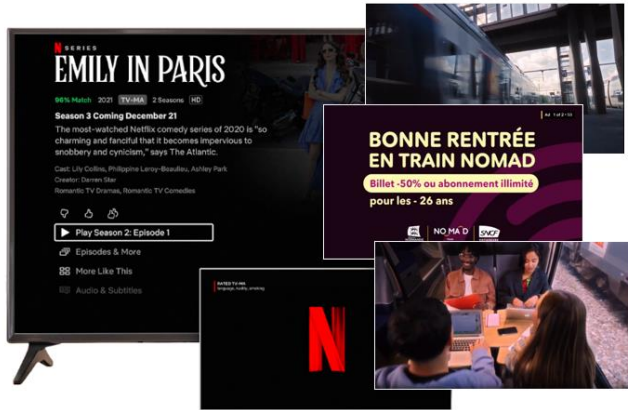 N SERIES
EMILY IN PARIS
96% Match 2021 TV-MA 2 Seasons HD
Season 3 Coming December 21
The most-watched Netflix comedy series of 2020 is "so
charming and fanciful that it becomes impervious to
snobbery and cynicism," says The Atlantic.
Cast: Lily Collins, Philippine Leroy-Beaulieu, Ashley Park
Creator: Darren Star
Romantic TV Dramas, Romantic TV Comedies
Play Season 2: Episode 1
Episodes & More
More Like This
Audio & Subtitles
BONNE RENTRÉE
EN TRAIN NOMAD
Billet -50% ou abonnement illimité
pour les - 26 ans
NOMAD
SNCF
RATED TV-MA
language, nudity, smoking
N